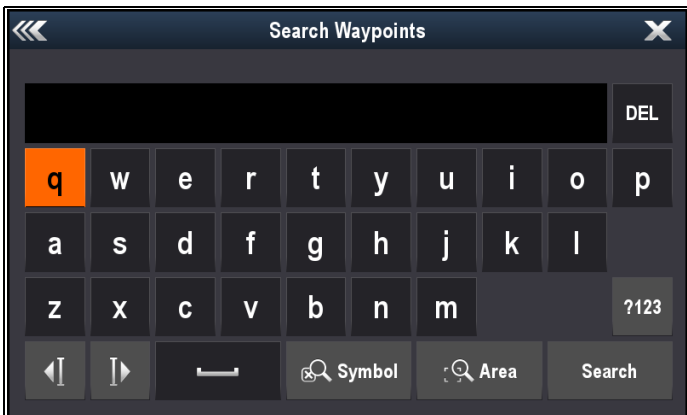 Search Waypoints
DEL
q w e r t y u i o p
a s d f g h j k l
z x c v b n m ?123
Symbol Area Search